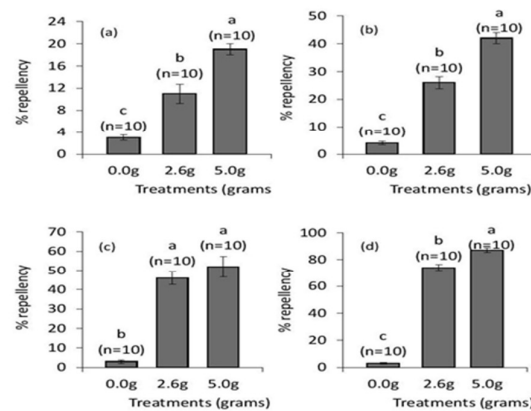 (a)
% repellency
24
20
16
12
8
4
0
c
(n=10)
b
(n=10)
a
(n=10)
0.0g 2.6g 5.0g
Treatments (grams
(b)
% repellency
50
40
30
20
10
0
c
(n=10)
b
(n=10)
a
(n=10)
0.0g 2.6g 5.0g
Treatments (grams
(c)
% repellency
70
60
50
40
30
20
10
0
b
(n=10)
a
(n=10)
a
(n=10)
0.0g 2.6g 5.0g
Treatments (grams
(d)
% repellency
100
80
60
40
20
0
c
(n=10)
b
(n=10)
a
(n=10)
0.0g 2.6g 5.0g
Treatments (grams